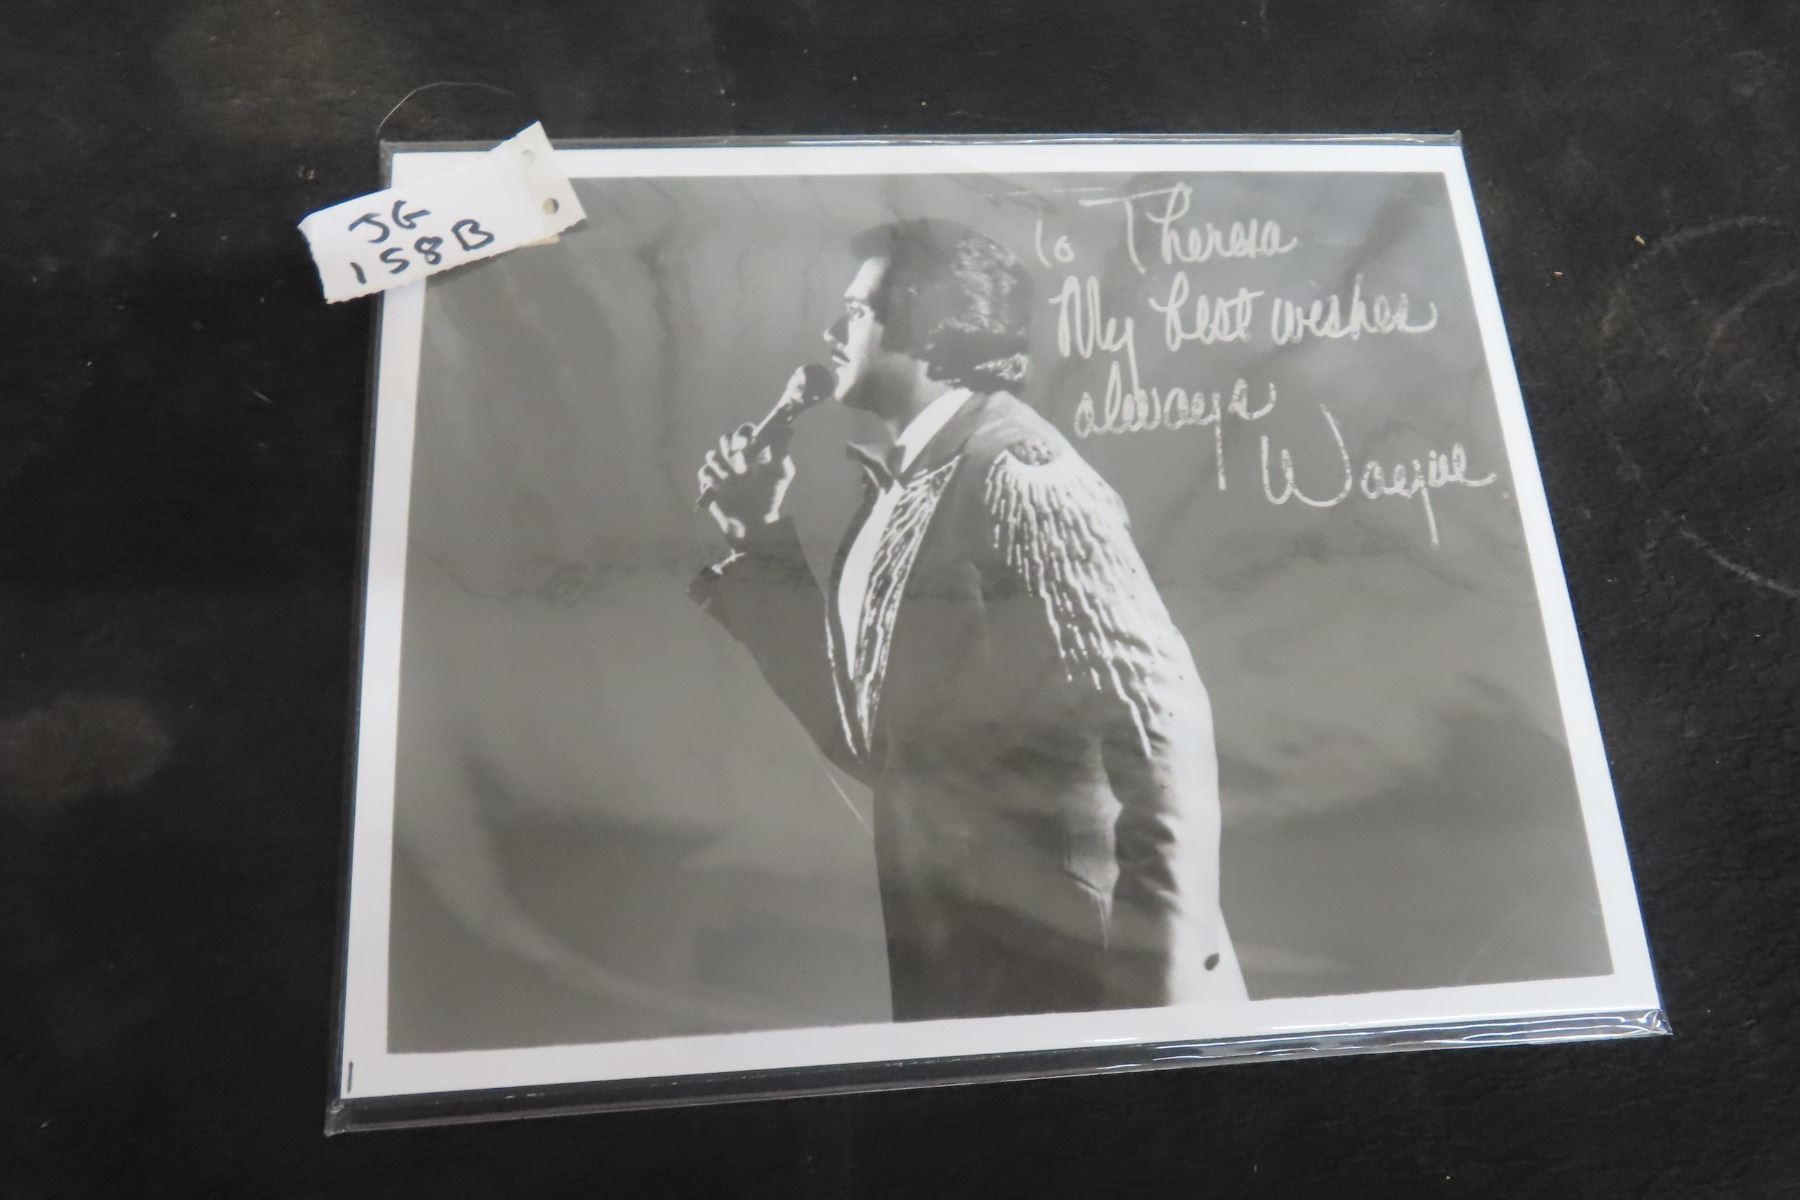 JG
158B
To Theresa
My best wishes
always
Wayne